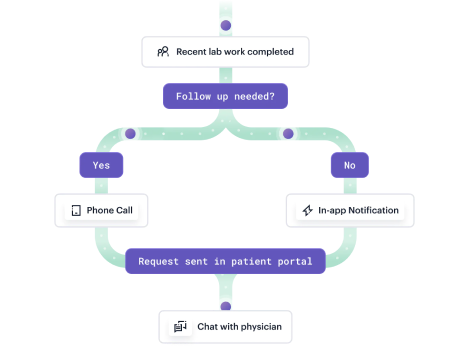 Recent lab work completed
Follow up needed?
Yes
No
Phone Call
In-app Notification
Request sent in patient portal
Chat with physician